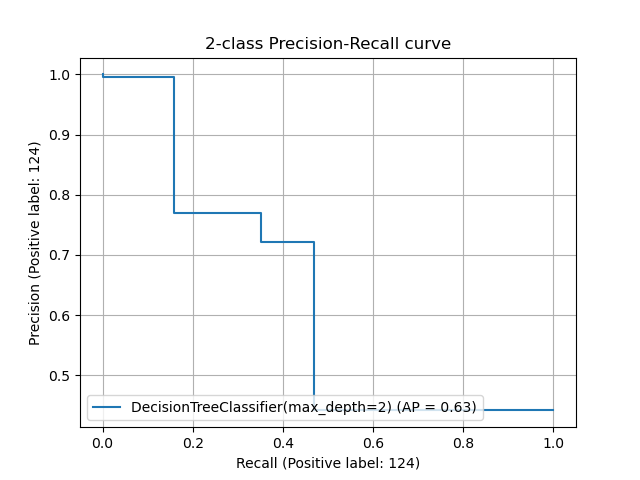 2-class Precision-Recall curve
Precision (Positive label: 124)
1.0
0.9
0.8
0.7
0.6
0.5
DecisionTreeClassifier(max_depth=2) (AP = 0.63)
0.0 0.2 0.4 0.6 0.8 1.0
Recall (Positive label: 124)